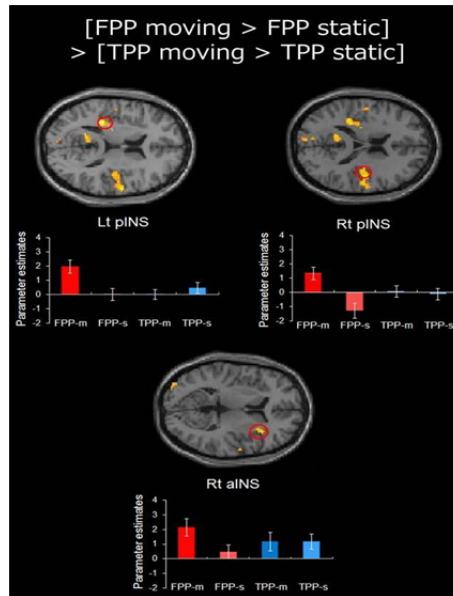 [FPP moving > FPP static]
> [TPP moving > TPP static]
Lt pINS
Parameter estimates
4
3
2
1
0
-1
-2
FPP-m FPP-s TPP-m TPP-s
Rt pINS
Parameter estimates
4
3
2
1
0
-1
-2
FPP-m FPP-s TPP-m TPP-s
Rt aINS
Parameter estimates
4
3
2
1
0
-1
-2
FPP-m FPP-s TPP-m TPP-s